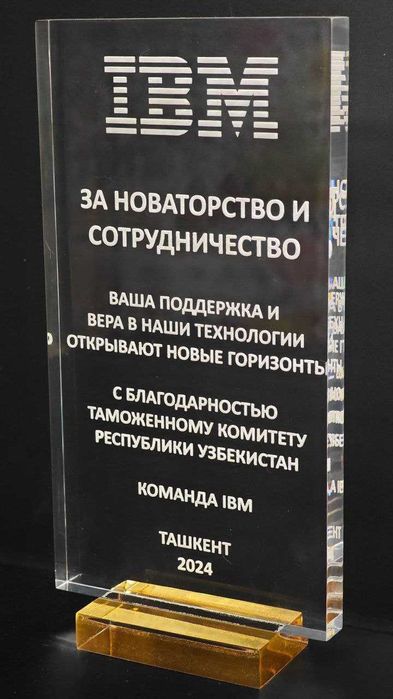 IBM
ЗА НОВАТОРСТВО И
СОТРУДНИЧЕСТВО
ВАША ПОДДЕРЖКА И
ВЕРА В НАШИ ТЕХНОЛОГИИ
ОТКРЫВАЮТ НОВЫЕ ГОРИЗОНТЫ
С БЛАГОДАРНОСТЬЮ
ТАМОЖЕННОМУ КОМИТЕТУ
РЕСПУБЛИКИ УЗБЕКИСТАН
КОМАНДА IBM
ТАШКЕНТ
2024